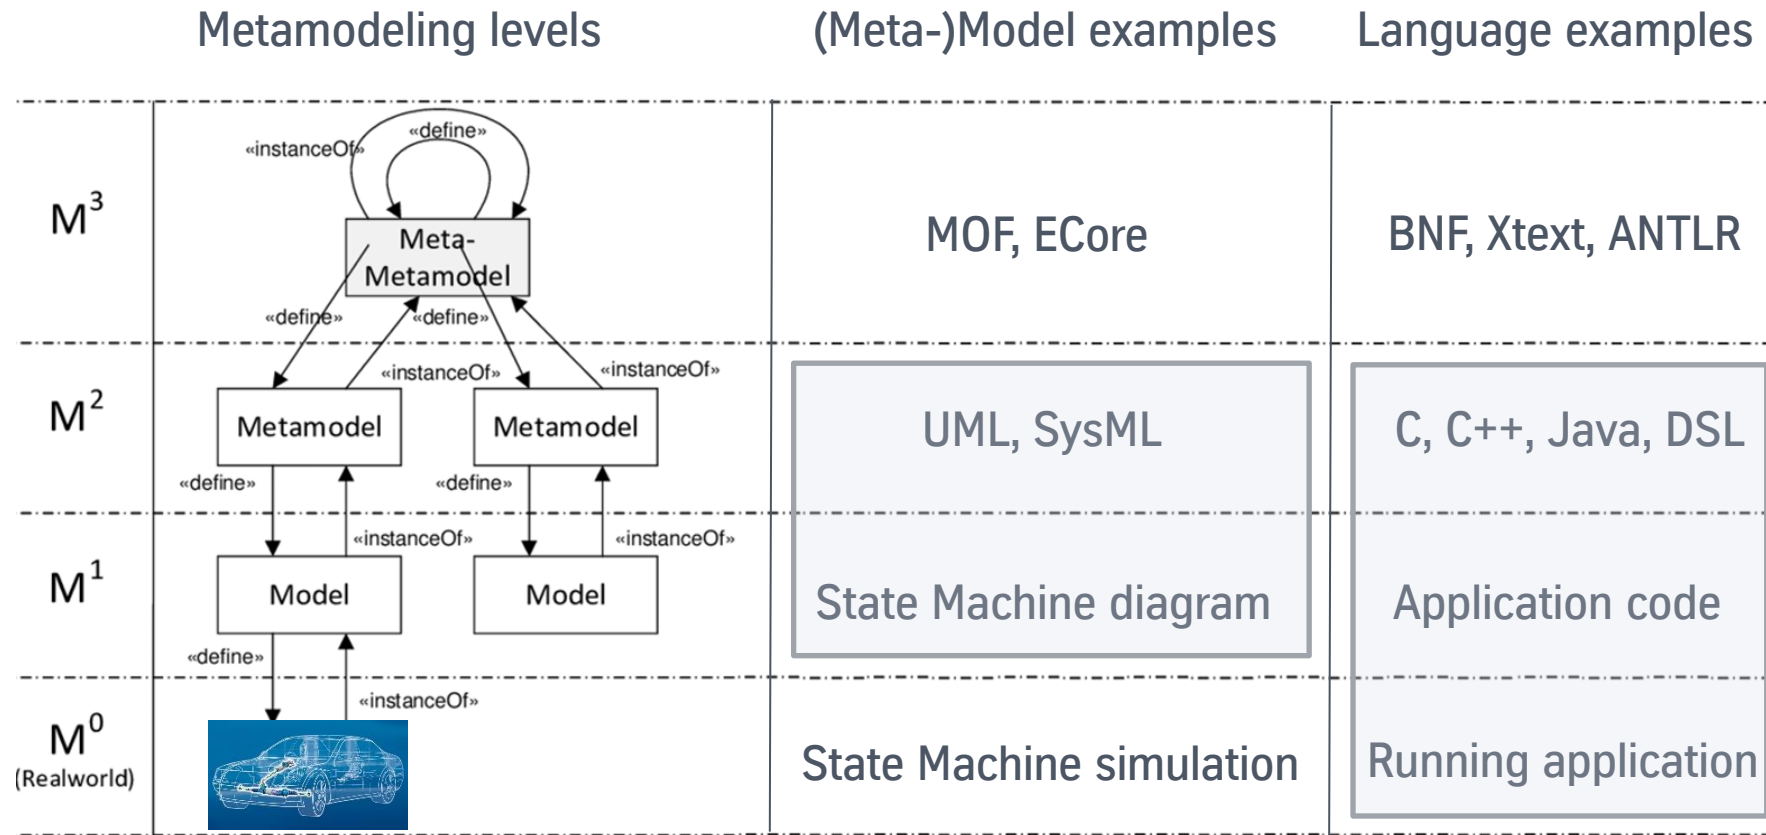 Metamodeling levels
(Meta-)Model examples
Language examples
«define»
«instanceOf»
M³
Meta-
Metamodel
MOF, ECore
BNF, Xtext, ANTLR
«define»
«define»
«instanceOf»
«instanceOf»
M²
Metamodel
Metamodel
UML, SysML
C, C++, Java, DSL
«define»
«define»
«instanceOf»
«instanceOf»
M¹
Model
Model
State Machine diagram
Application code
«define»
«instanceOf»
M⁰
(Realworld)
State Machine simulation
Running application